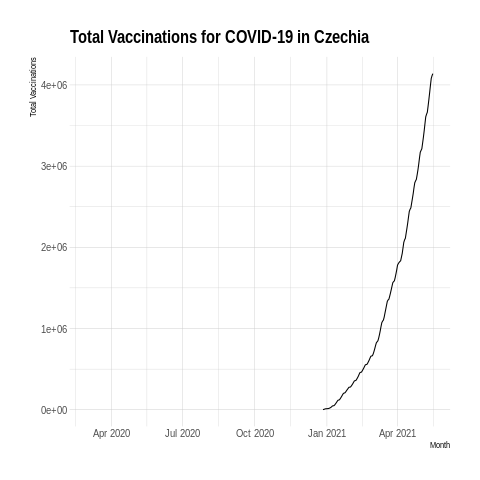 Total Vaccinations for COVID-19 in Czechia
Total Vaccinations
4e+06
3e+06
2e+06
1e+06
0e+00
Apr 2020 Jul 2020 Oct 2020 Jan 2021 Apr 2021
Month